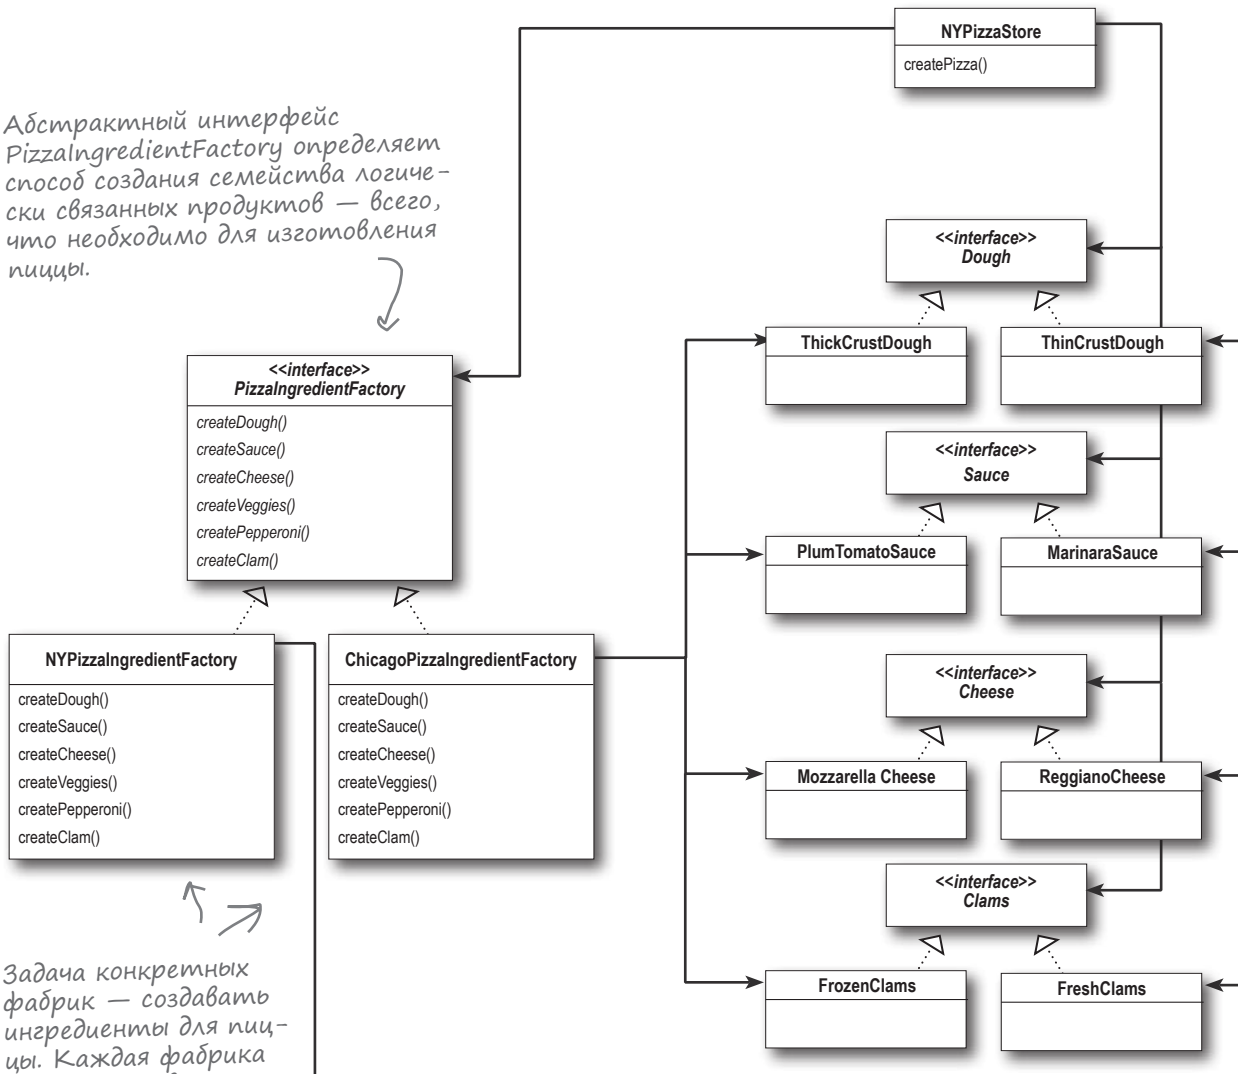 NYPizzaStore
createPizza()
Абстрактный интерфейс
PizzaIngredientFactory определяет
способ создания семейства логиче-
ски связанных продуктов — всего,
что необходимо для изготовления
пиццы.
<<interface>>
PizzaIngredientFactory
createDough()
createSauce()
createCheese()
createVeggies()
createPepperoni()
createClam()
NYPizzaIngredientFactory
createDough()
createSauce()
createCheese()
createVeggies()
createPepperoni()
createClam()
ChicagoPizzaIngredientFactory
createDough()
createSauce()
createCheese()
createVeggies()
createPepperoni()
createClam()
Задача конкретных
фабрик — создавать
ингредиенты для пиц-
цы. Каждая фабрика
<<interface>>
Dough
ThickCrustDough
ThinCrustDough
<<interface>>
Sauce
PlumTomatoSauce
MarinaraSauce
<<interface>>
Cheese
Mozzarella Cheese
ReggianoCheese
<<interface>>
Clams
FrozenClams
FreshClams